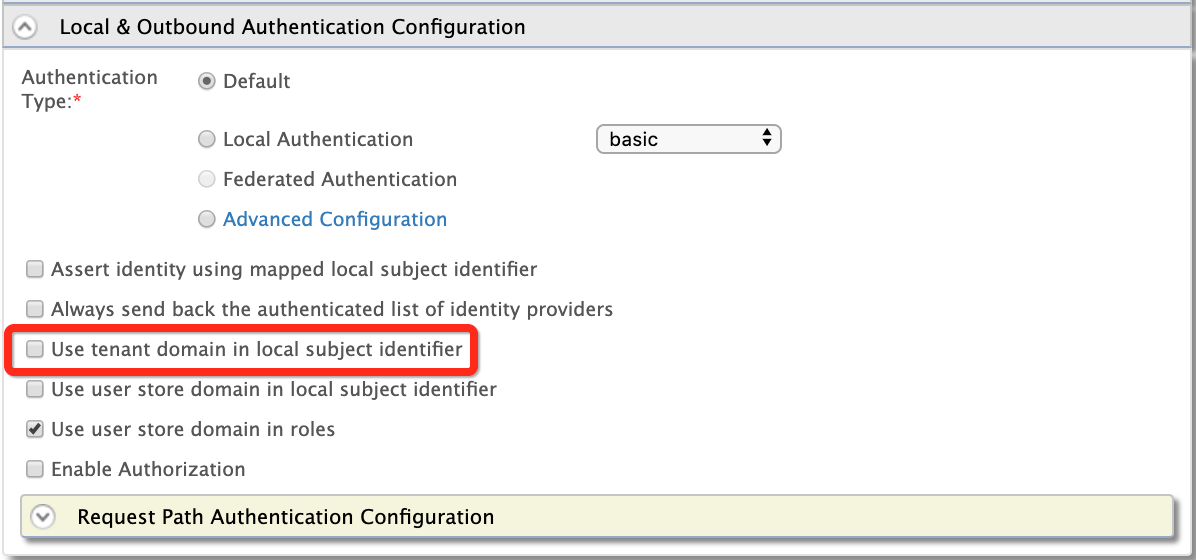 Local & Outbound Authentication Configuration
Authentication
Type:*
Default
Local Authentication
basic
Federated Authentication
Advanced Configuration
Assert identity using mapped local subject identifier
Always send back the authenticated list of identity providers
Use tenant domain in local subject identifier
Use user store domain in local subject identifier
Use user store domain in roles
Enable Authorization
Request Path Authentication Configuration